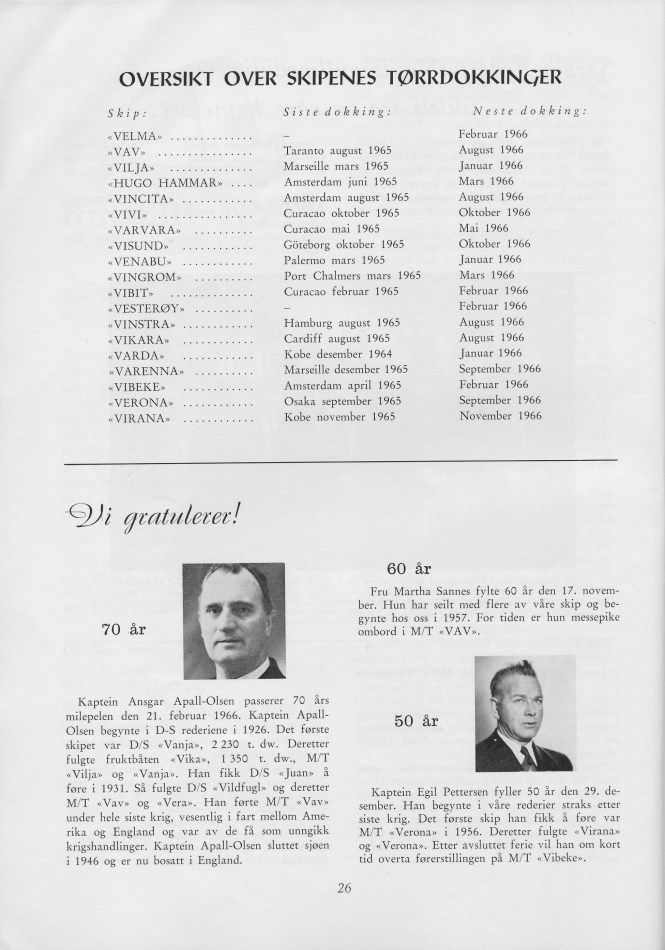 OVERSIKT OVER SKIPENES TØRRDOKKINGER
Skip: Siste dokking: Neste dokking:
«VELMA» .............. – Februar 1966
«VAV» ................ Taranto august 1965 August 1966
«VILJA» .............. Marseille mars 1965 Januar 1966
«HUGO HAMMAR» .... Amsterdam juni 1965 Mars 1966
«VINCITA» ............ Amsterdam august 1965 August 1966
«VIVI» ................ Curacao oktober 1965 Oktober 1966
«VARVARA» .......... Curacao mai 1965 Mai 1966
«VISUND» ............ Göteborg oktober 1965 Oktober 1966
«VENABU» ............ Palermo mars 1965 Januar 1966
«VINGROM» .......... Port Chalmers mars 1965 Mars 1966
«VIBIT» .............. Curacao februar 1965 Februar 1966
«VESTERØY» .......... – Februar 1966
«VINSTRA» ............ Hamburg august 1965 August 1966
«VIKARA» ............ Cardiff august 1965 August 1966
«VARDA» ............ Kobe desember 1964 Januar 1966
«VARENNA» .......... Marseille desember 1965 September 1966
«VIBEKE» ............ Amsterdam april 1965 Februar 1966
«VERONA» ............ Osaka september 1965 September 1966
«VIRANA» ............ Kobe november 1965 November 1966
Vi gratulerer!
70 år
Kaptein Ansgar Apall-Olsen passerer 70 års
milepelen den 21. februar 1966. Kaptein Apall-
Olsen begynte i D-S rederiene i 1926. Det første
skipet var D/S «Vanja», 2 230 t. dw. Deretter
fulgte fruktbåten «Vika», 1 350 t. dw., M/T
«Vilja» og «Vanja». Han fikk D/S «Juan» å
føre i 1931. Så fulgte D/S «Vildfugl» og deretter
M/T «Vav» og «Vera». Han førte M/T «Vav»
under hele siste krig, vesentlig i fart mellom Ame-
rika og England og var av de få som unngikk
krigshandlinger. Kaptein Apall-Olsen sluttet sjøen
i 1946 og er nu bosatt i England.
60 år
Fru Martha Sannes fylte 60 år den 17. novem-
ber. Hun har seilt med flere av våre skip og be-
gynte hos oss i 1957. For tiden er hun messepike
ombord i M/T «VAV».
50 år
Kaptein Egil Pettersen fyller 50 år den 29. de-
sember. Han begynte i våre rederier straks etter
siste krig. Det første skip han fikk å føre var
M/T «Verona» i 1956. Deretter fulgte «Virana»
og «Verona». Etter avsluttet ferie vil han om kort
tid overta førerstillingen på M/T «Vibeke».
26